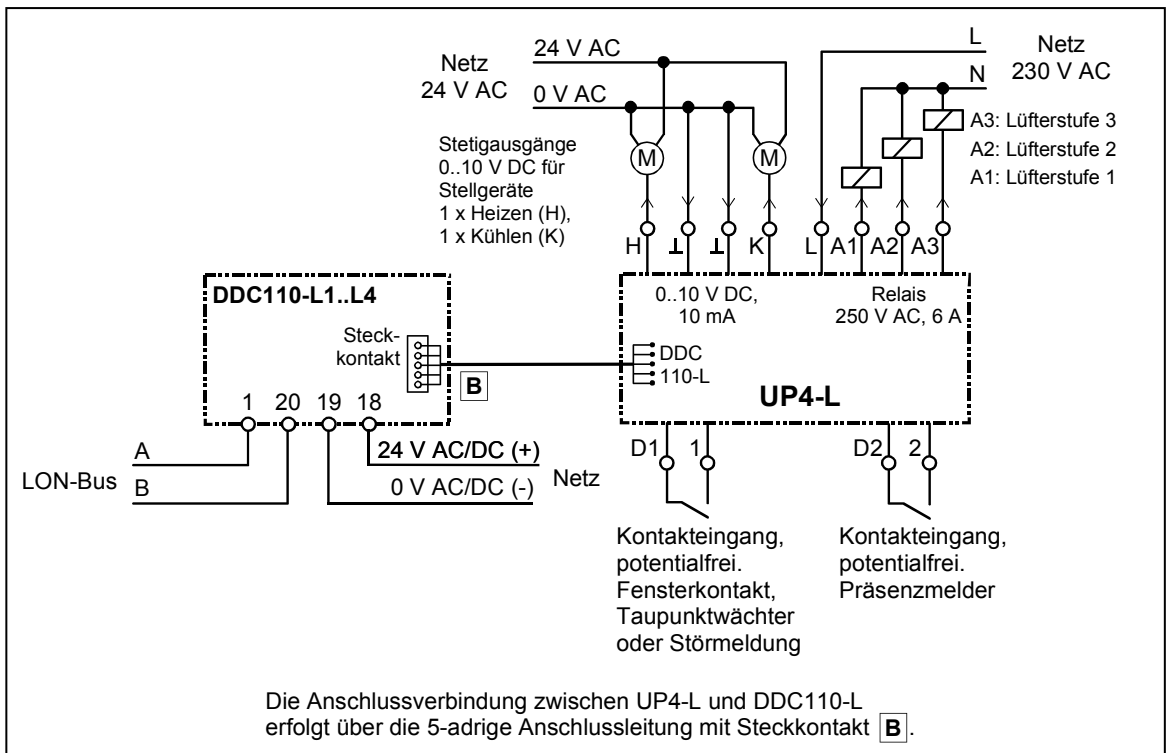 24 V AC
Netz
24 V AC
0 V AC
L
Netz
230 V AC
N
A3: Lüfterstufe 3
A2: Lüfterstufe 2
A1: Lüfterstufe 1
Stetigausgänge
0..10 V DC für
Stellgeräte
1 x Heizen (H),
1 x Kühlen (K)
M
M
H
⊥
⊥
K
L
A1
A2
A3
DDC110-L1..L4
Steck-
kontakt
1
20
19
18
B
0..10 V DC,
10 mA
Relais
250 V AC, 6 A
DDC
110-L
UP4-L
LON-Bus
A
B
24 V AC/DC (+)
0 V AC/DC (-)
Netz
D1
1
D2
2
Kontakteingang,
potentialfrei.
Fensterkontakt,
Taupunktwächter
oder Störmeldung
Kontakteingang,
potentialfrei.
Präsenzmelder
Die Anschlussverbindung zwischen UP4-L und DDC110-L
erfolgt über die 5-adrige Anschlussleitung mit Steckkontakt B.